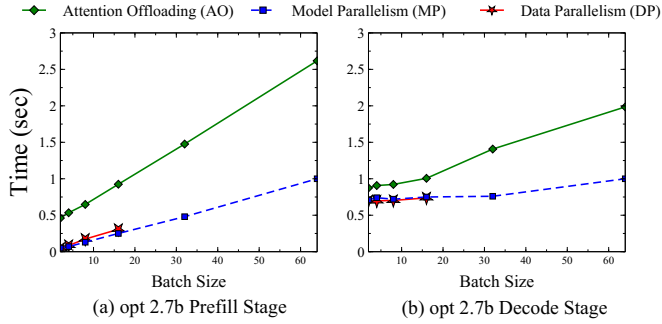 Attention Offloading (AO) Model Parallelism (MP) Data Parallelism (DP)
Time (sec)
3
2.5
2
1.5
1
0.5
0
10 20 30 40 50 60
Batch Size
(a) opt 2.7b Prefill Stage
3
2.5
2
1.5
1
0.5
0
10 20 30 40 50 60
Batch Size
(b) opt 2.7b Decode Stage